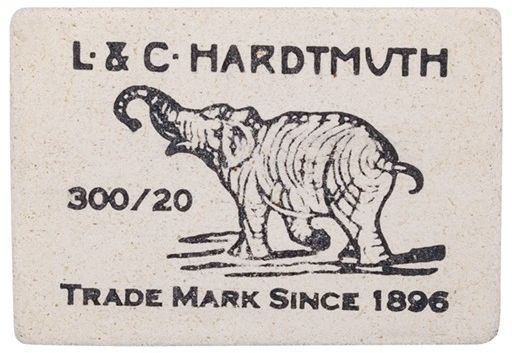 L·&C·HARDTMUTH
300/20
TRADE MARK SINCE 1896